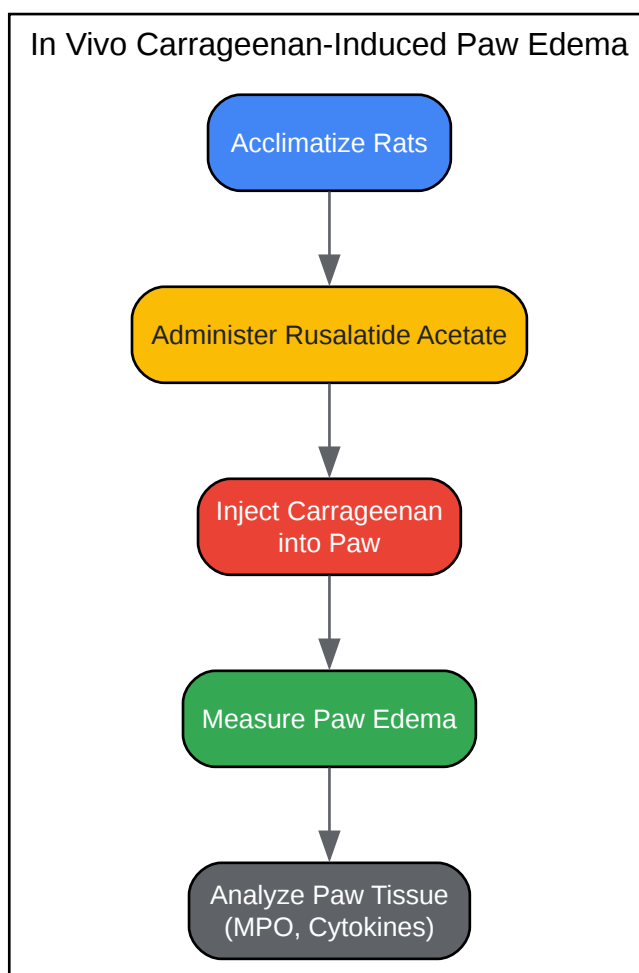 In Vivo Carrageenan-Induced Paw Edema
Acclimatize Rats
Administer Rusalatide Acetate
Inject Carrageenan
into Paw
Measure Paw Edema
Analyze Paw Tissue
(MPO, Cytokines)